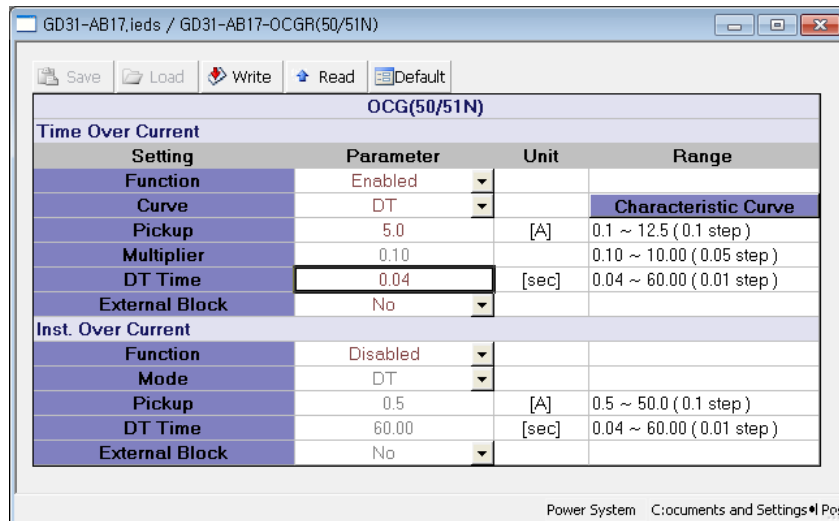 GD31-AB17.ieds / GD31-AB17-OCGR(50/51N)
Save Load Write Read Default
OCG(50/51N)
Time Over Current
Setting Parameter Unit Range
Function Enabled
Curve DT Characteristic Curve
Pickup 5.0 [A] 0.1 ~ 12.5 ( 0.1 step )
Multiplier 0.10 0.10 ~ 10.00 ( 0.05 step )
DT Time 0.04 [sec] 0.04 ~ 60.00 ( 0.01 step )
External Block No
Inst. Over Current
Function Disabled
Mode DT
Pickup 0.5 [A] 0.5 ~ 50.0 ( 0.1 step )
DT Time 60.00 [sec] 0.04 ~ 60.00 ( 0.01 step )
External Block No
Power System C:ocuments and Settings